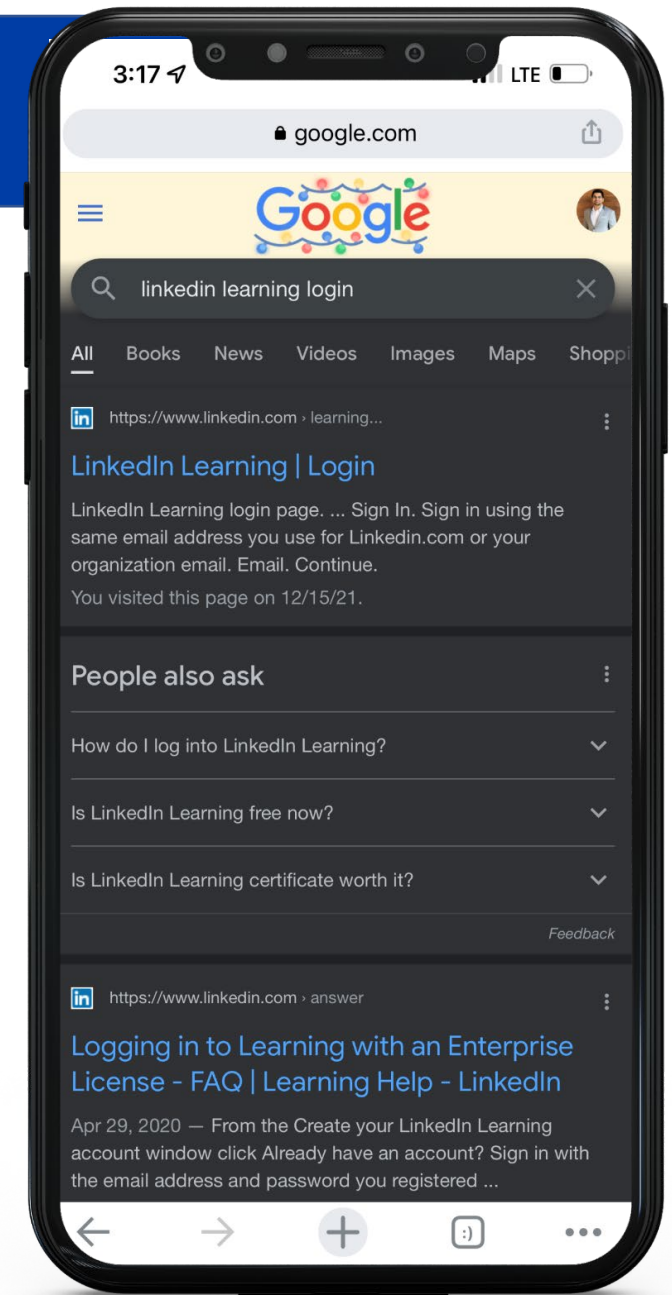 3:17 LTE
google.com
Google
linkedin learning login
All Books News Videos Images Maps Shoppi
in https://www.linkedin.com › learning...
LinkedIn Learning | Login
LinkedIn Learning login page. ... Sign In. Sign in using the
same email address you use for Linkedin.com or your
organization email. Email. Continue.
You visited this page on 12/15/21.
People also ask
How do I log into LinkedIn Learning?
Is LinkedIn Learning free now?
Is LinkedIn Learning certificate worth it?
Feedback
in https://www.linkedin.com › answer
Logging in to Learning with an Enterprise
License - FAQ | Learning Help - LinkedIn
Apr 29, 2020 — From the Create your LinkedIn Learning
account window click Already have an account? Sign in with
the email address and password you registered ...
:)